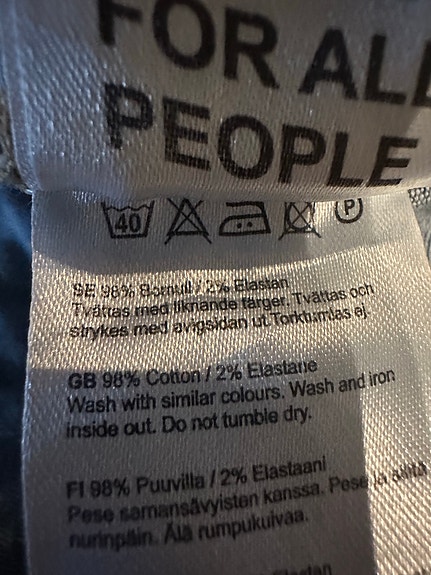 FOR ALL
PEOPLE
40 P
SE 98% Bomull / 2% Elastan
Tvättas med liknande färger. Tvättas och
strykes med avigsidan ut. Torktumlas ej.
GB 98% Cotton / 2% Elastane
Wash with similar colours. Wash and iron
inside out. Do not tumble dry.
FI 98% Puuvilla / 2% Elastaani
Pese samansävyisten kanssa. Pese ja silitä
nurinpäin. Älä rumpukuivaa.
Elastan